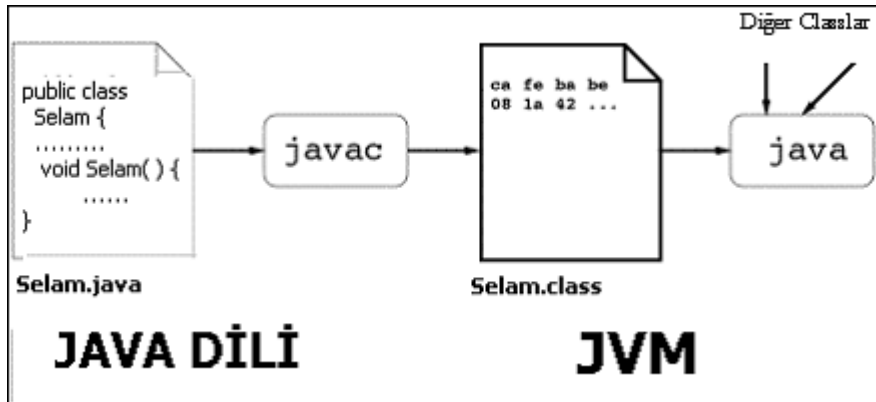 Diğer Classlar
public class
Selam {
.........
void Selam( ) {
......
}
javac
ca fe ba be
08 1a 42 ...
java
Selam.java
Selam.class
JAVA DİLİ
JVM